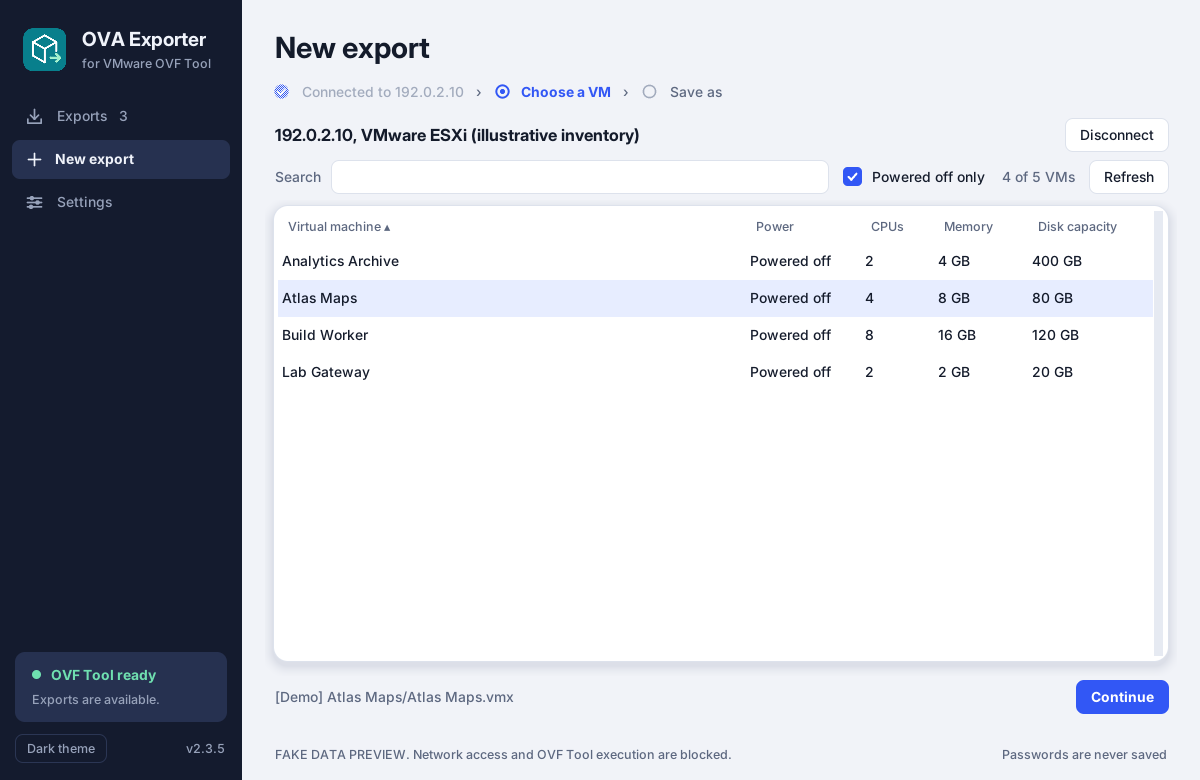 OVA Exporter
for VMware OVF Tool
Exports 3
New export
Settings
OVF Tool ready
Exports are available.
Dark theme v2.3.5
New export
Connected to 192.0.2.10 › Choose a VM › Save as
192.0.2.10, VMware ESXi (illustrative inventory) Disconnect
Search Powered off only 4 of 5 VMs Refresh
Virtual machine ▴ Power CPUs Memory Disk capacity
Analytics Archive Powered off 2 4 GB 400 GB
Atlas Maps Powered off 4 8 GB 80 GB
Build Worker Powered off 8 16 GB 120 GB
Lab Gateway Powered off 2 2 GB 20 GB
[Demo] Atlas Maps/Atlas Maps.vmx Continue
FAKE DATA PREVIEW. Network access and OVF Tool execution are blocked. Passwords are never saved